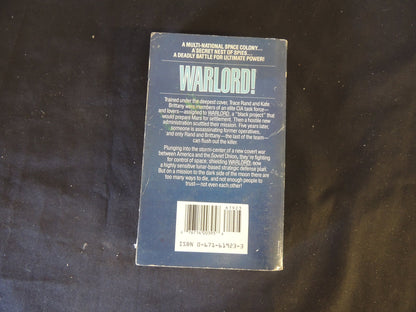 A MULTI-NATIONAL SPACE COLONY...
A SECRET NEST OF SPIES...
A DEADLY BATTLE FOR ULTIMATE POWER!
WARLORD!
Trained under the deepest cover, Trace Rand and Kate
Brittany were members of an elite CIA task force—
and lovers—assigned to WARLORD, a "black project" that
would prepare Mars for settlement. Then a hostile new
administration scuttled their mission. Five years later,
someone is assassinating former operatives,
and only Rand and Brittany—the last of the team—
can flush out the killer.
Plunging into the storm-center of a new covert war
between America and the Soviet Union, they're fighting
for control of space, shielding WARLORD, now
a highly sensitive lunar-based strategic defense plan.
But on a mission to the dark side of the moon there are
too many ways to die, and not enough people to
trust—not even each other!
ISBN 0-671-61923-3